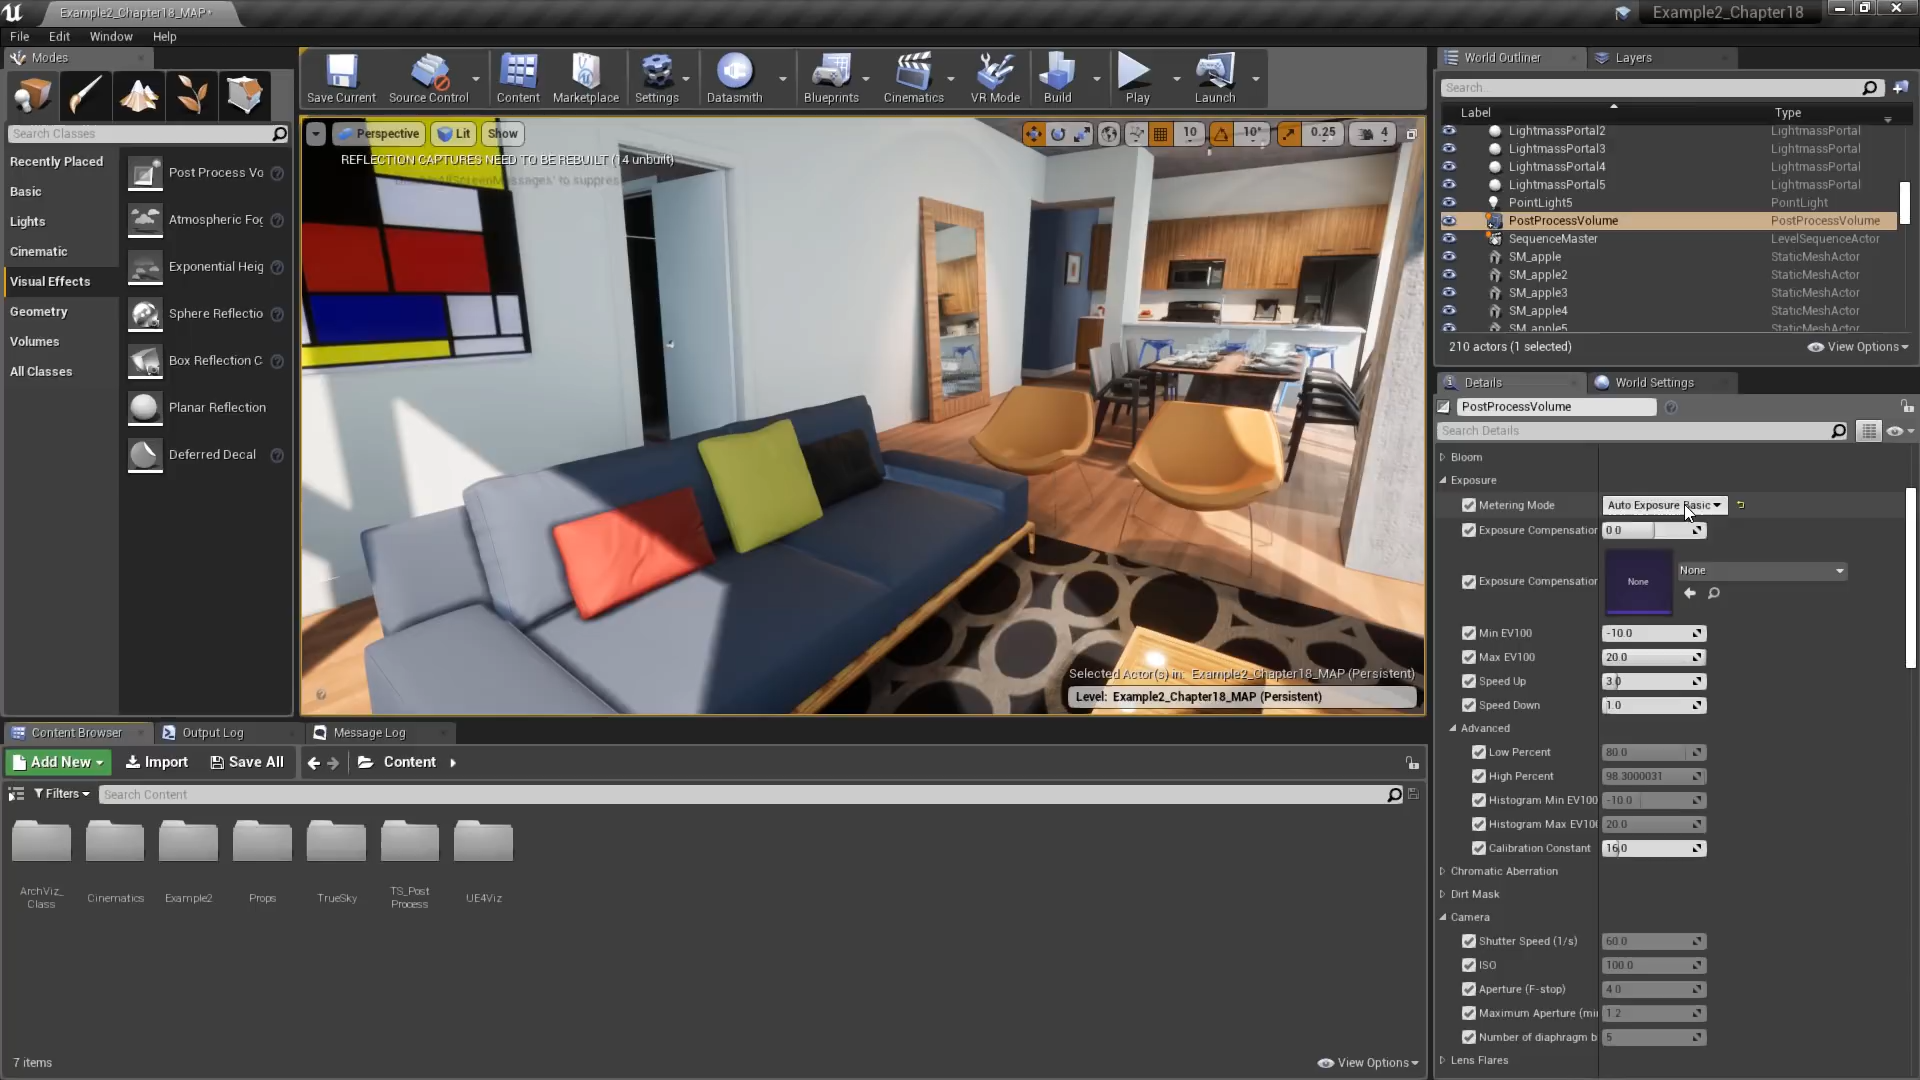 Example2_Chapter18_MAP*
Example2_Chapter18
File Edit Window Help
Modes
Search Classes
Recently Placed
Basic
Lights
Cinematic
Visual Effects
Geometry
Volumes
All Classes
Post Process Vo
Atmospheric Fog
Exponential Heig
Sphere Reflectio
Box Reflection C
Planar Reflection
Deferred Decal
Save Current
Source Control
Content
Marketplace
Settings
Datasmith
Blueprints
Cinematics
VR Mode
Build
Play
Launch
Perspective Lit Show
10 10° 0.25 4
REFLECTION CAPTURES NEED TO BE REBUILT (14 unbuilt)
Selected Actor(s) in: Example2_Chapter18_MAP (Persistent)
Level: Example2_Chapter18_MAP (Persistent)
World Outliner Layers
Search...
Label Type
LightmassPortal2 LightmassPortal
LightmassPortal3 LightmassPortal
LightmassPortal4 LightmassPortal
LightmassPortal5 LightmassPortal
PointLight5 PointLight
PostProcessVolume PostProcessVolume
SequenceMaster LevelSequenceActor
SM_apple StaticMeshActor
SM_apple2 StaticMeshActor
SM_apple3 StaticMeshActor
SM_apple4 StaticMeshActor
SM_apple5 StaticMeshActor
210 actors (1 selected) View Options
Details World Settings
PostProcessVolume
Search Details
Bloom
Exposure
Metering Mode Auto Exposure Basic
Exposure Compensation 0.0
Exposure Compensation None None
Min EV100 -10.0
Max EV100 20.0
Speed Up 3.0
Speed Down 1.0
Advanced
Low Percent 80.0
High Percent 98.3000031
Histogram Min EV100 -10.0
Histogram Max EV100 20.0
Calibration Constant 16.0
Chromatic Aberration
Dirt Mask
Camera
Shutter Speed (1/s) 60.0
ISO 100.0
Aperture (F-stop) 4.0
Maximum Aperture (mi 1.2
Number of diaphragm b 5
Lens Flares
Content Browser Output Log Message Log
Add New Import Save All Content
Filters Search Content
ArchViz_
Class
Cinematics
Example2
Props
TrueSky
TS_Post
Process
UE4Viz
7 items View Options